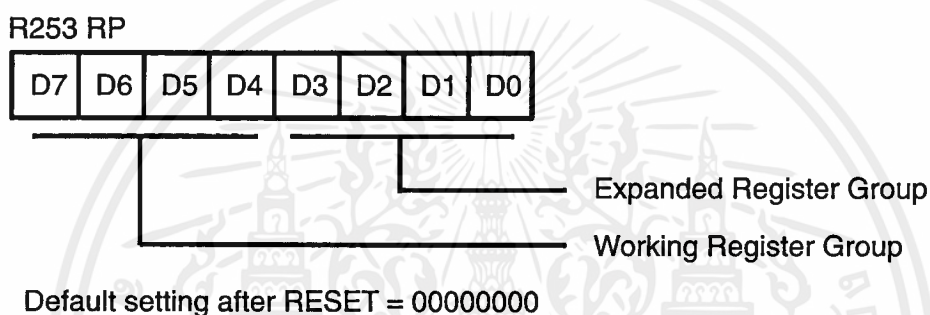 R253 RP
D7 D6 D5 D4 D3 D2 D1 D0
Expanded Register Group
Working Register Group
Default setting after RESET = 00000000